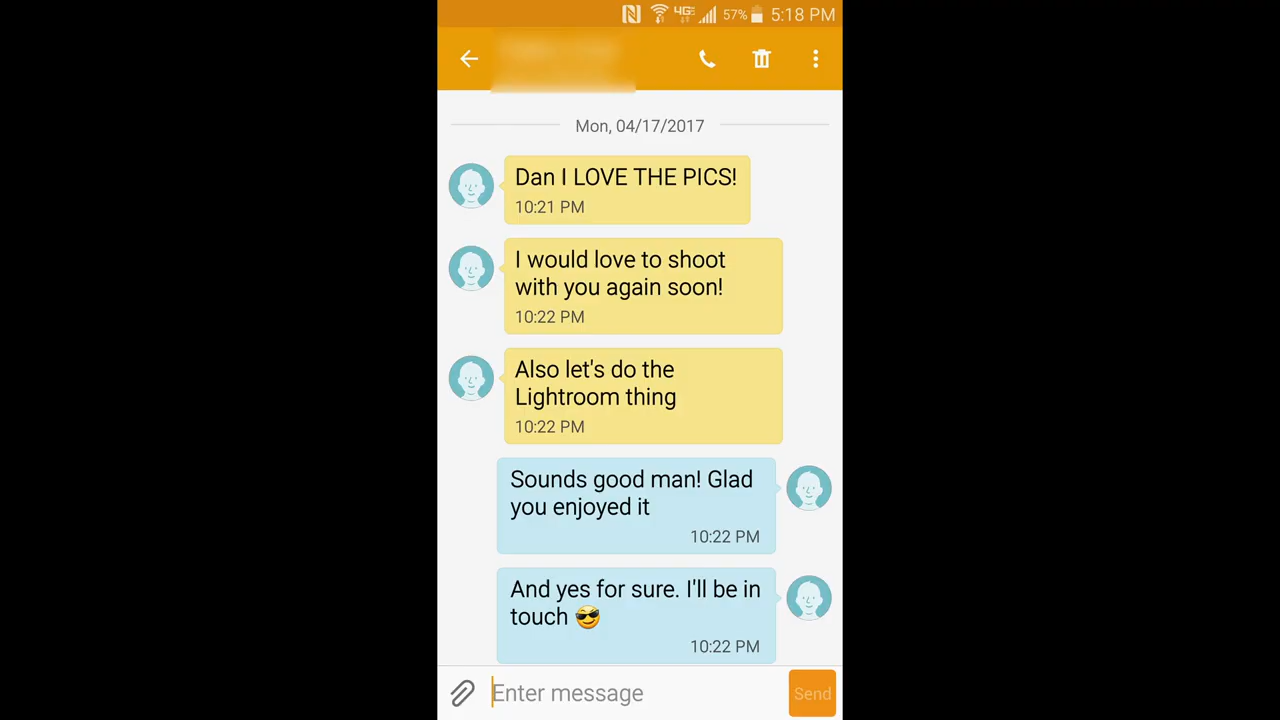 4G 57% 5:18 PM
Mon, 04/17/2017
Dan I LOVE THE PICS!
10:21 PM
I would love to shoot
with you again soon!
10:22 PM
Also let's do the
Lightroom thing
10:22 PM
Sounds good man! Glad
you enjoyed it
10:22 PM
And yes for sure. I'll be in
touch 😎
10:22 PM
Enter message
Send